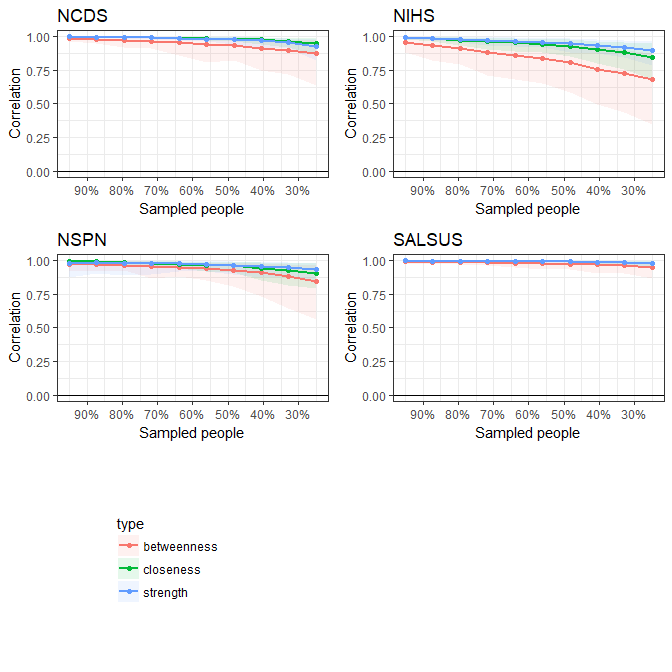 NCDS
1.00
0.75
0.50
0.25
0.00
Correlation
90% 80% 70% 60% 50% 40% 30%
Sampled people
NIHS
1.00
0.75
0.50
0.25
0.00
Correlation
90% 80% 70% 60% 50% 40% 30%
Sampled people
NSPN
1.00
0.75
0.50
0.25
0.00
Correlation
90% 80% 70% 60% 50% 40% 30%
Sampled people
SALSUS
1.00
0.75
0.50
0.25
0.00
Correlation
90% 80% 70% 60% 50% 40% 30%
Sampled people
type
betweenness
closeness
strength